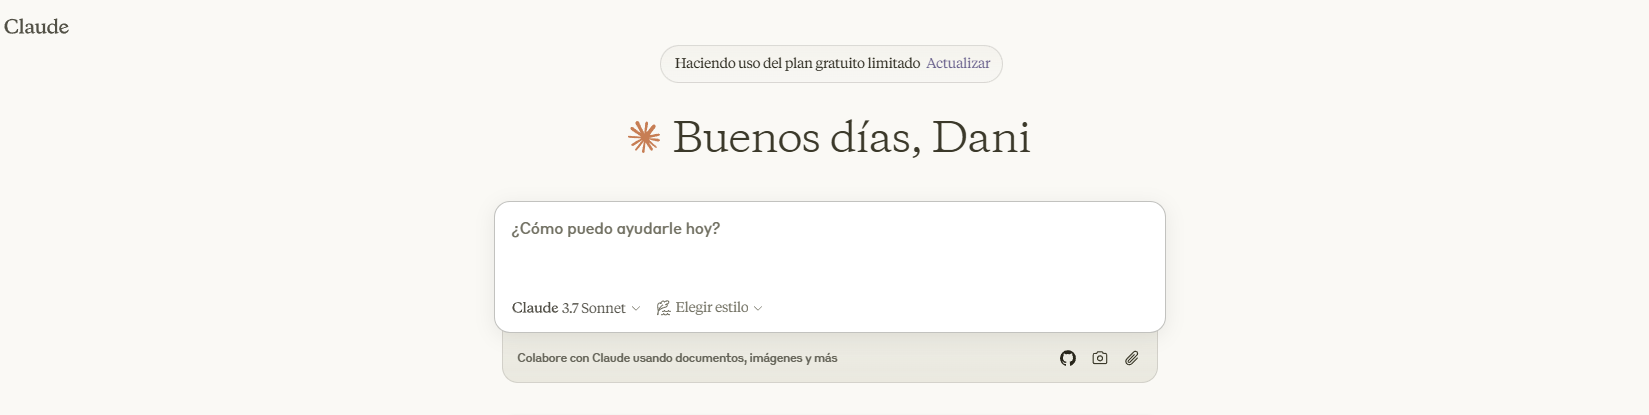 Claude
Haciendo uso del plan gratuito limitado Actualizar
Buenos días, Dani
¿Cómo puedo ayudarle hoy?
Claude 3.7 Sonnet Elegir estilo
Colabore con Claude usando documentos, imágenes y más